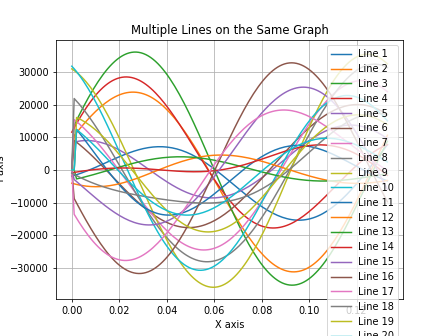 Multiple Lines on the Same Graph
30000
20000
10000
0
−10000
−20000
−30000
0.00
0.02
0.04
0.06
0.08
0.10
X axis
Line 1
Line 2
Line 3
Line 4
Line 5
Line 6
Line 7
Line 8
Line 9
Line 10
Line 11
Line 12
Line 13
Line 14
Line 15
Line 16
Line 17
Line 18
Line 19
Line 20